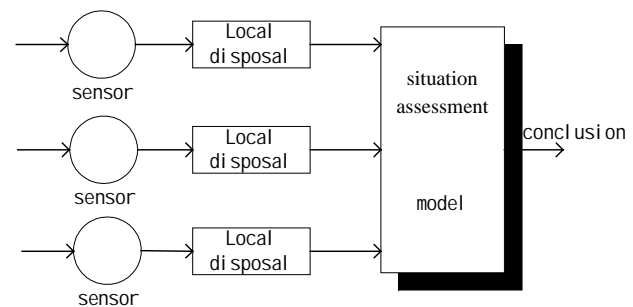 Local
disposal
sensor
situation
assessment
model
conclusion
Local
disposal
sensor
Local
disposal
sensor